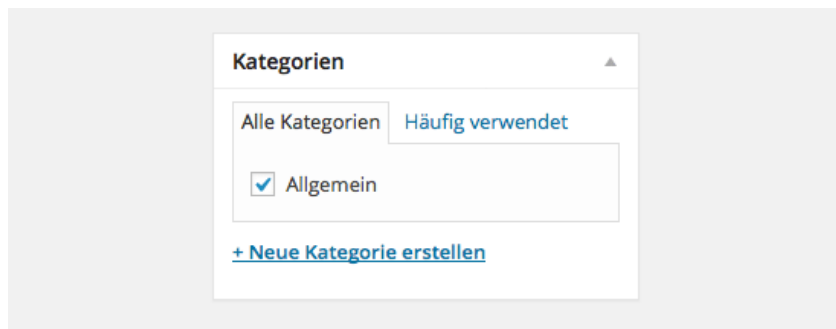 Kategorien
Alle Kategorien Häufig verwendet
Allgemein
+ Neue Kategorie erstellen